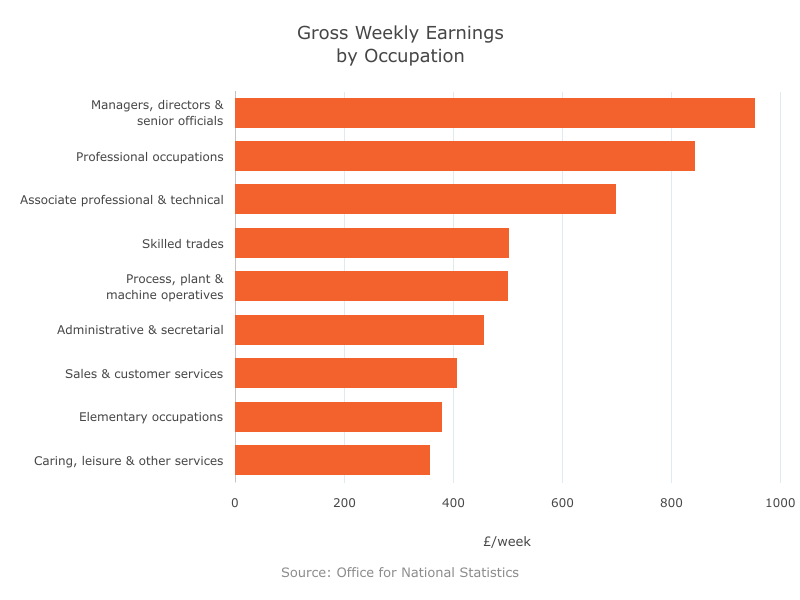 Gross Weekly Earnings
by Occupation
Managers, directors &
senior officials
Professional occupations
Associate professional & technical
Skilled trades
Process, plant &
machine operatives
Administrative & secretarial
Sales & customer services
Elementary occupations
Caring, leisure & other services
0 200 400 600 800 1000
£/week
Source: Office for National Statistics